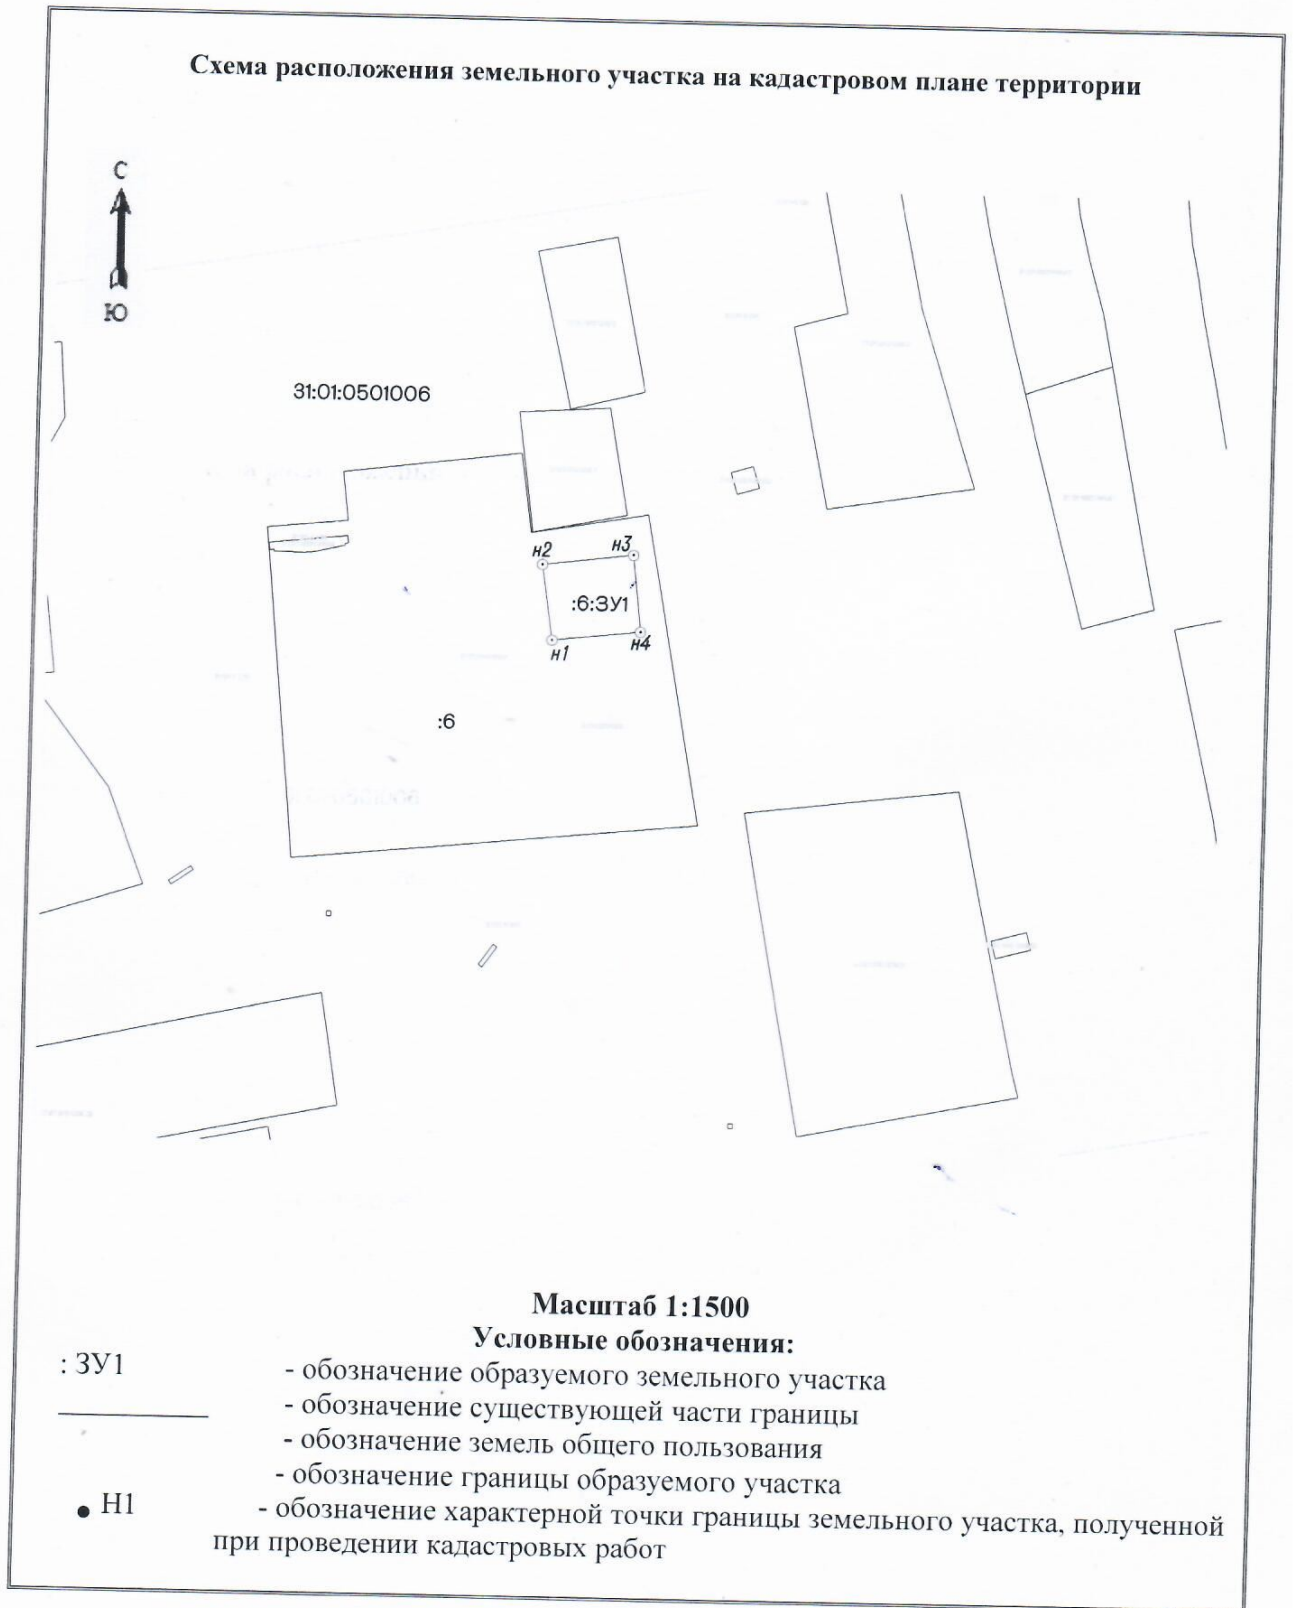 Схема расположения земельного участка на кадастровом плане территории
С
Ю
31:01:0501006
н2
н3
:6:ЗУ1
н1
н4
:6
Масштаб 1:1500
Условные обозначения:
: ЗУ1 - обозначение образуемого земельного участка
- обозначение существующей части границы
- обозначение земель общего пользования
- обозначение границы образуемого участка
Н1 - обозначение характерной точки границы земельного участка, полученной
при проведении кадастровых работ